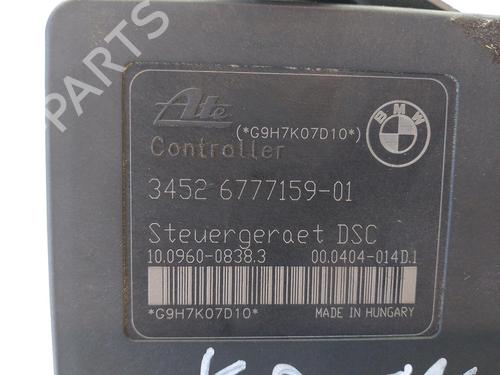 PARTS
Ate
(*G9H7K07D10*)
BMW
Controller
3452 6777159-01
Steuergeraet DSC
10.0960-0838.3 00.0404-014D.1
*G9H7K07D10* MADE IN HUNGARY